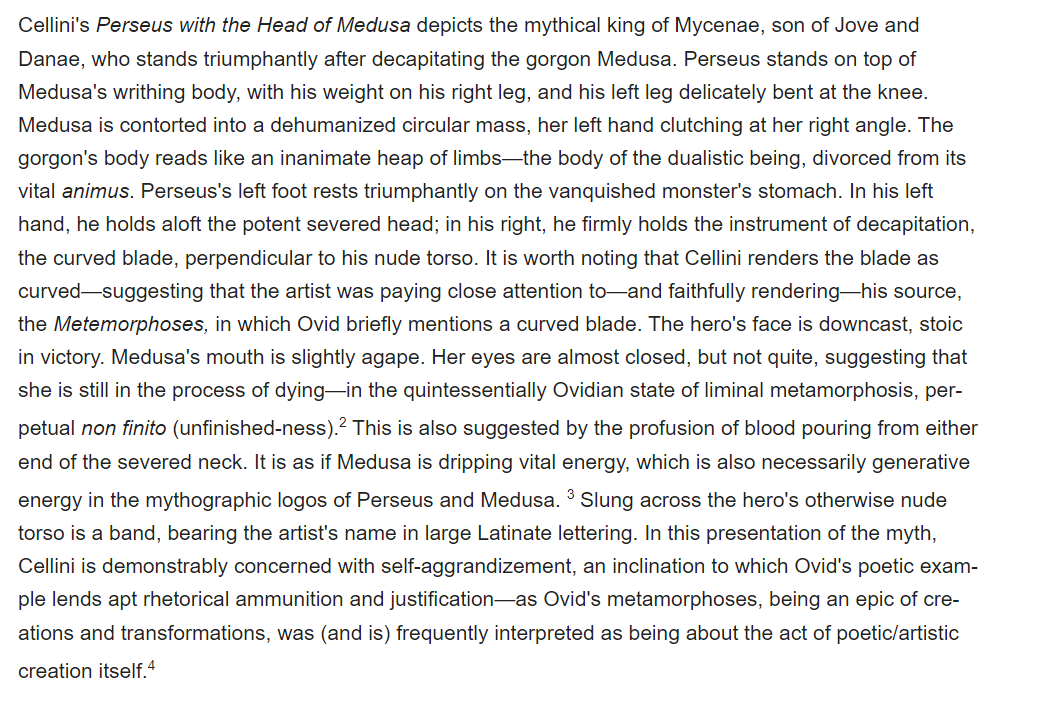 Cellini's Perseus with the Head of Medusa depicts the mythical king of Mycenae, son of Jove and
Danae, who stands triumphantly after decapitating the gorgon Medusa. Perseus stands on top of
Medusa's writhing body, with his weight on his right leg, and his left leg delicately bent at the knee.
Medusa is contorted into a dehumanized circular mass, her left hand clutching at her right angle. The
gorgon's body reads like an inanimate heap of limbs—the body of the dualistic being, divorced from its
vital animus. Perseus's left foot rests triumphantly on the vanquished monster's stomach. In his left
hand, he holds aloft the potent severed head; in his right, he firmly holds the instrument of decapitation,
the curved blade, perpendicular to his nude torso. It is worth noting that Cellini renders the blade as
curved—suggesting that the artist was paying close attention to—and faithfully rendering—his source,
the Metemorphoses, in which Ovid briefly mentions a curved blade. The hero's face is downcast, stoic
in victory. Medusa's mouth is slightly agape. Her eyes are almost closed, but not quite, suggesting that
she is still in the process of dying—in the quintessentially Ovidian state of liminal metamorphosis, per-
petual non finito (unfinished-ness).2 This is also suggested by the profusion of blood pouring from either
end of the severed neck. It is as if Medusa is dripping vital energy, which is also necessarily generative
energy in the mythographic logos of Perseus and Medusa. 3 Slung across the hero's otherwise nude
torso is a band, bearing the artist's name in large Latinate lettering. In this presentation of the myth,
Cellini is demonstrably concerned with self-aggrandizement, an inclination to which Ovid's poetic exam-
ple lends apt rhetorical ammunition and justification—as Ovid's metamorphoses, being an epic of cre-
ations and transformations, was (and is) frequently interpreted as being about the act of poetic/artistic
creation itself.4